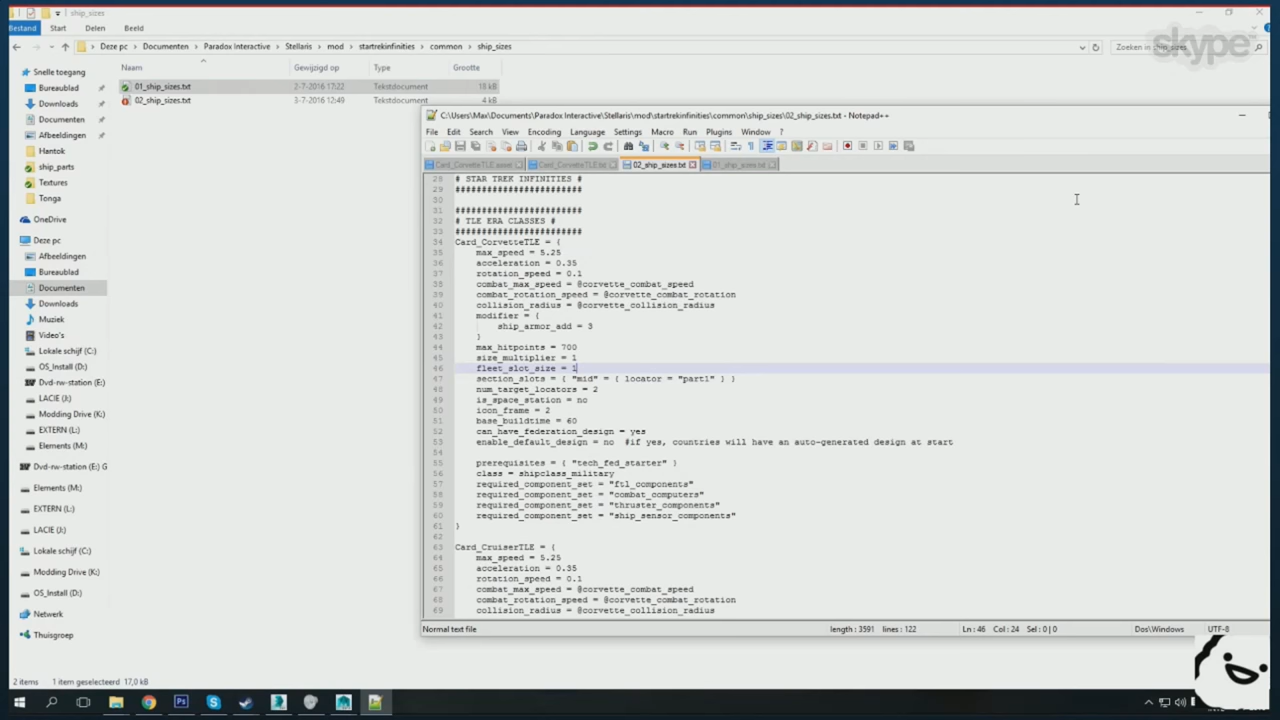 ship_sizes
Bestand Start Delen Beeld
Deze pc Documenten Paradox Interactive Stellaris mod startrekinfinities common ship_sizes
Zoeken in ship_sizes
skype
Naam Gewijzigd op Type Grootte
01_ship_sizes.txt 2-7-2016 17:22 Tekstdocument 18 kB
02_ship_sizes.txt 3-7-2016 12:49 Tekstdocument 4 kB
Snelle toegang
Bureaublad
Downloads
Documenten
Afbeeldingen
Hantok
ship_parts
Textures
Tonga
OneDrive
Deze pc
Afbeeldingen
Bureaublad
Documenten
Downloads
Muziek
Video's
Lokale schijf (C:)
OS_Install (D:)
Dvd-rw-station (E:)
LACIE (J:)
Modding Drive (K:)
EXTERN (L:)
Elements (M:)
Dvd-rw-station (E:) G
Elements (M:)
EXTERN (L:)
LACIE (J:)
Lokale schijf (C:)
Modding Drive (K:)
OS_Install (D:)
Netwerk
Thuisgroep
2 items 1 item geselecteerd 17,0 kB
C:\Users\Max\Documents\Paradox Interactive\Stellaris\mod\startrekinfinities\common\ship_sizes\02_ship_sizes.txt - Notepad++
File Edit Search View Encoding Language Settings Macro Run Plugins Window ?
Card_CorvetteTLE.asset Card_CorvetteTLE.txt 02_ship_sizes.txt 01_ship_sizes.txt
28 # STAR TREK INFINITIES #
29 ########################
30
31 ########################
32 # TLE ERA CLASSES #
33 ########################
34 Card_CorvetteTLE = {
35 max_speed = 5.25
36 acceleration = 0.35
37 rotation_speed = 0.1
38 combat_max_speed = @corvette_combat_speed
39 combat_rotation_speed = @corvette_combat_rotation
40 collision_radius = @corvette_collision_radius
41 modifier = {
42 ship_armor_add = 3
43 }
44 max_hitpoints = 700
45 size_multiplier = 1
46 fleet_slot_size = 1
47 section_slots = { "mid" = { locator = "part1" } }
48 num_target_locators = 2
49 is_space_station = no
50 icon_frame = 2
51 base_buildtime = 60
52 can_have_federation_design = yes
53 enable_default_design = no #if yes, countries will have an auto-generated design at start
54
55 prerequisites = { "tech_fed_starter" }
56 class = shipclass_military
57 required_component_set = "ftl_components"
58 required_component_set = "combat_computers"
59 required_component_set = "thruster_components"
60 required_component_set = "ship_sensor_components"
61 }
62
63 Card_CruiserTLE = {
64 max_speed = 5.25
65 acceleration = 0.35
66 rotation_speed = 0.1
67 combat_max_speed = @corvette_combat_speed
68 combat_rotation_speed = @corvette_combat_rotation
69 collision_radius = @corvette_collision_radius
Normal text file length : 3591 lines : 122 Ln : 46 Col : 24 Sel : 0 | 0 Dos\Windows UTF-8